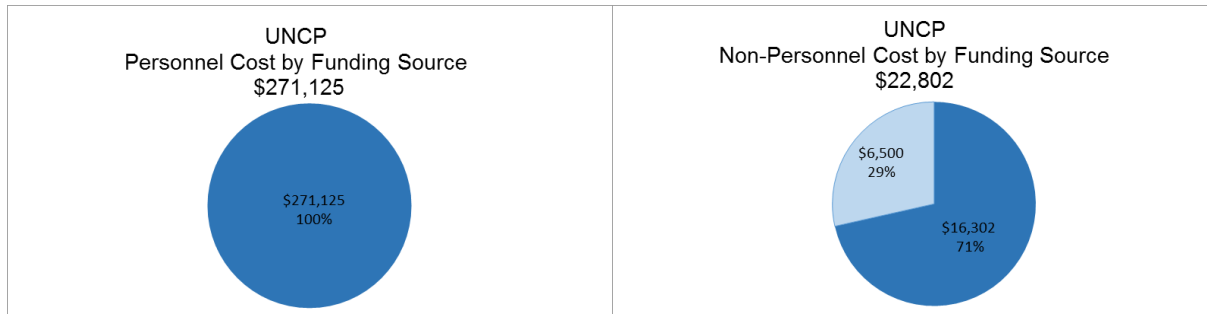 UNCP
Personnel Cost by Funding Source
$271,125
$271,125
100%
UNCP
Non-Personnel Cost by Funding Source
$22,802
$6,500
29%
$16,302
71%